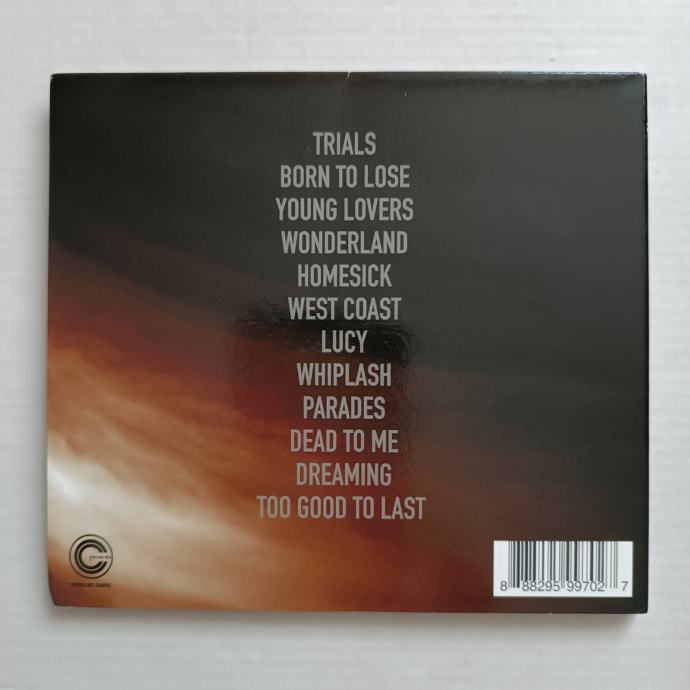 TRIALS
BORN TO LOSE
YOUNG LOVERS
WONDERLAND
HOMESICK
WEST COAST
LUCY
WHIPLASH
PARADES
DEAD TO ME
DREAMING
TOO GOOD TO LAST
records
8 88295 99702 7